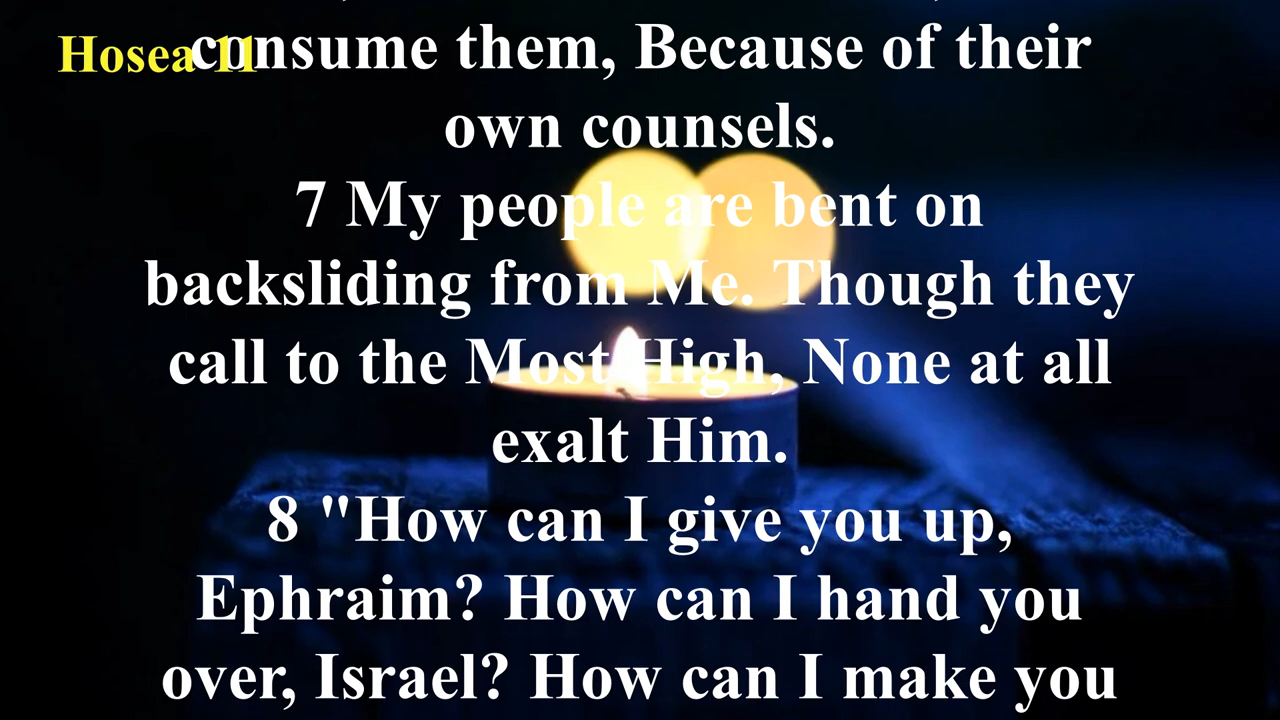 Hosea 11
consume them, Because of their
own counsels.
7 My people are bent on
backsliding from Me. Though they
call to the Most High, None at all
exalt Him.
8 "How can I give you up,
Ephraim? How can I hand you
over, Israel? How can I make you